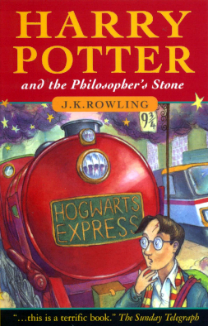 HARRY
POTTER
and the Philosopher's Stone
J.K.ROWLING
9¾
HOGWARTS
EXPRESS
"...this is a terrific book." The Sunday Telegraph